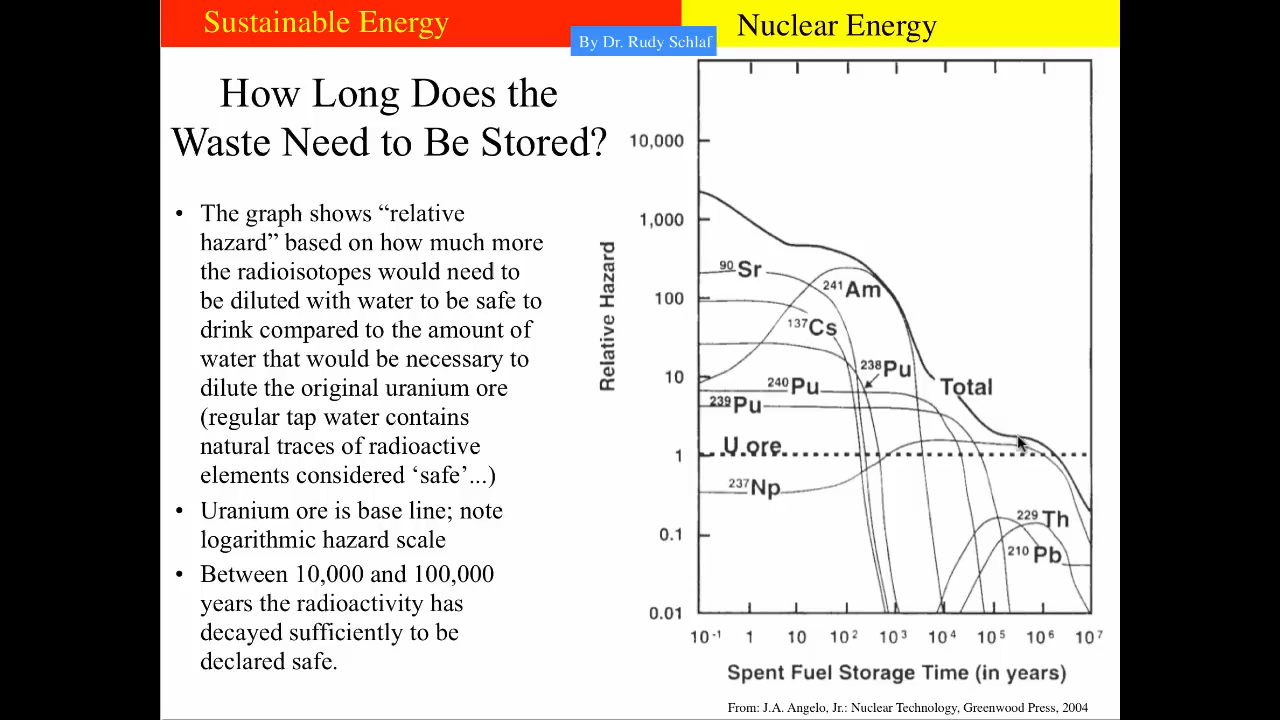 Sustainable Energy
Nuclear Energy
By Dr. Rudy Schlaf
How Long Does the
Waste Need to Be Stored?
• The graph shows “relative
hazard” based on how much more
the radioisotopes would need to
be diluted with water to be safe to
drink compared to the amount of
water that would be necessary to
dilute the original uranium ore
(regular tap water contains
natural traces of radioactive
elements considered ‘safe’...)
• Uranium ore is base line; note
logarithmic hazard scale
• Between 10,000 and 100,000
years the radioactivity has
decayed sufficiently to be
declared safe.
Relative Hazard
10,000
1,000
100
10
1
0.1
0.01
⁹⁰Sr
²⁴¹Am
¹³⁷Cs
²³⁸Pu
²⁴⁰Pu
Total
²³⁹Pu
U ore
²³⁷Np
²²⁹Th
²¹⁰Pb
10⁻¹ 1 10 10² 10³ 10⁴ 10⁵ 10⁶ 10⁷
Spent Fuel Storage Time (in years)
From: J.A. Angelo, Jr.: Nuclear Technology, Greenwood Press, 2004